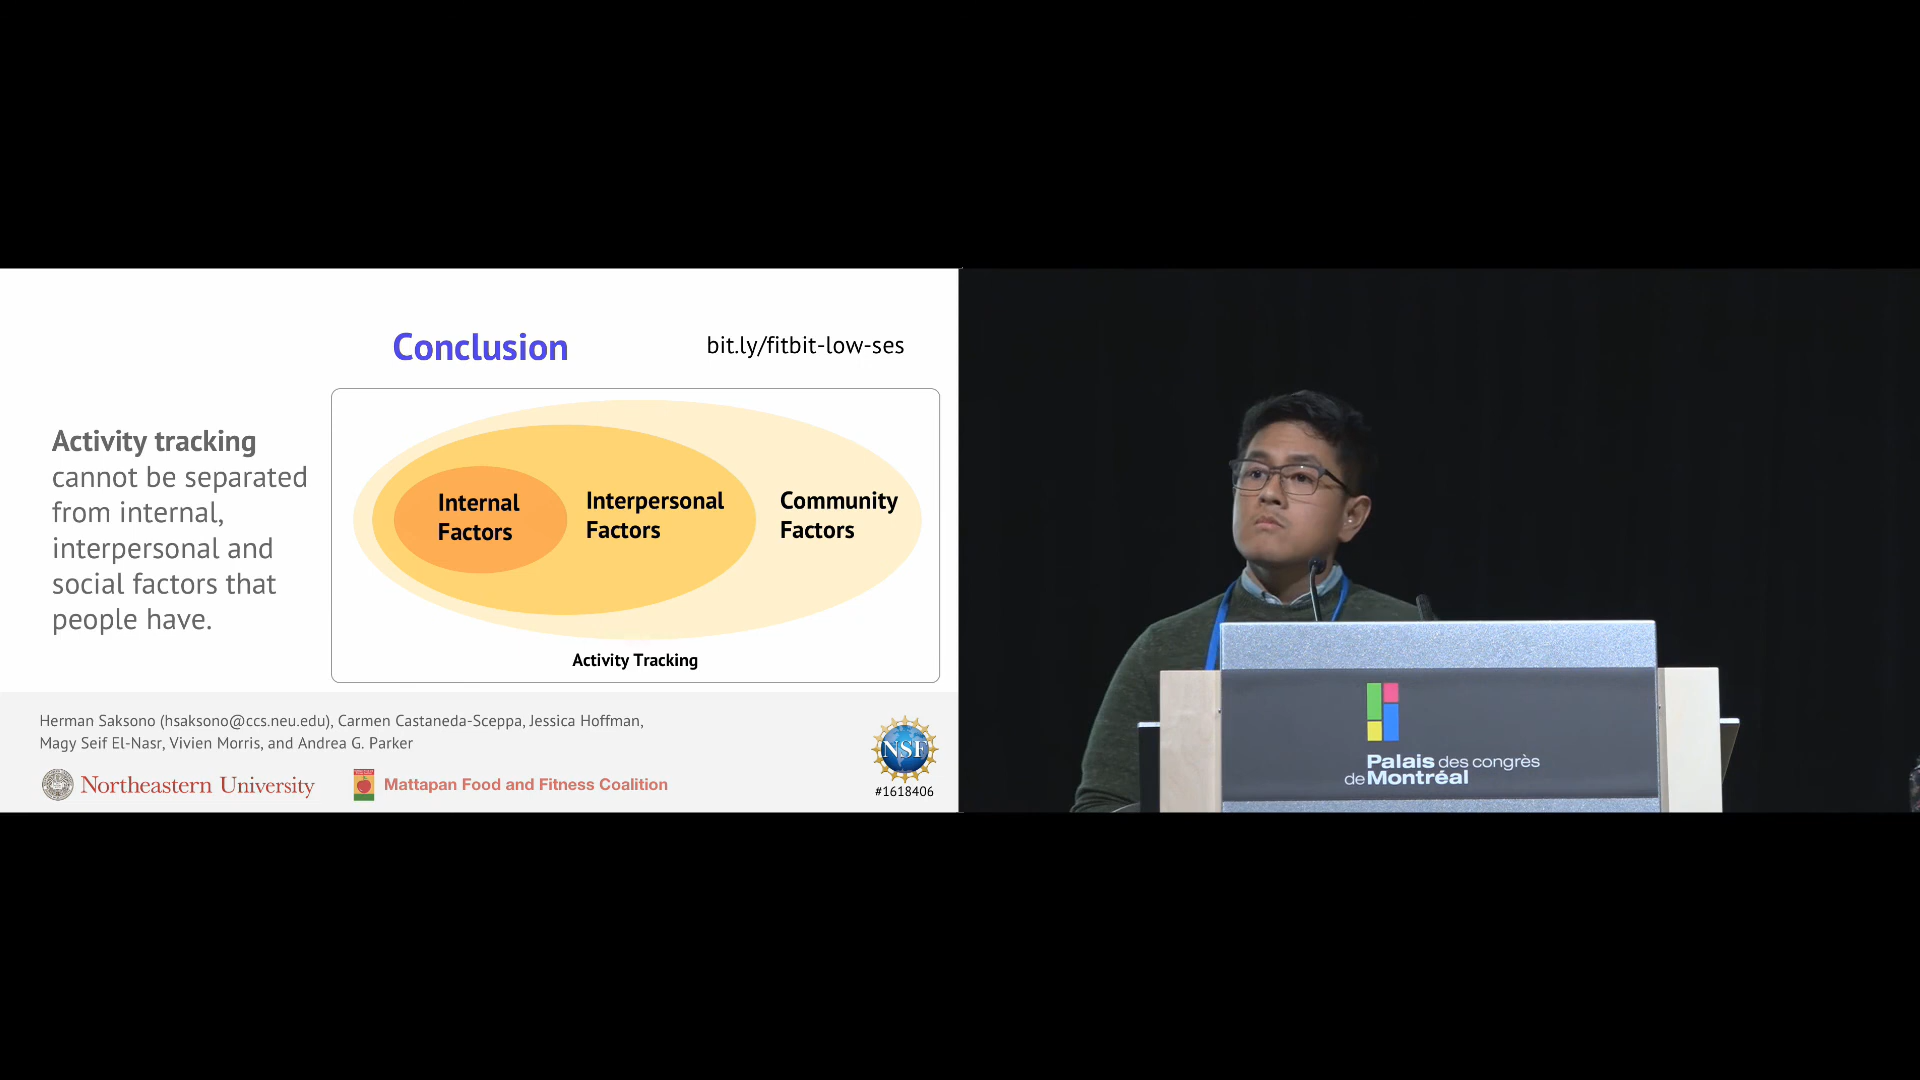 Conclusion
bit.ly/fitbit-low-ses
Activity tracking
cannot be separated
from internal,
interpersonal and
social factors that
people have.
Internal
Factors
Interpersonal
Factors
Community
Factors
Activity Tracking
Herman Saksono (hsaksono@ccs.neu.edu), Carmen Castaneda-Sceppa, Jessica Hoffman,
Magy Seif El-Nasr, Vivien Morris, and Andrea G. Parker
Northeastern University
Mattapan Food and Fitness Coalition
NSF
#1618406
Palais des congrès
de Montréal